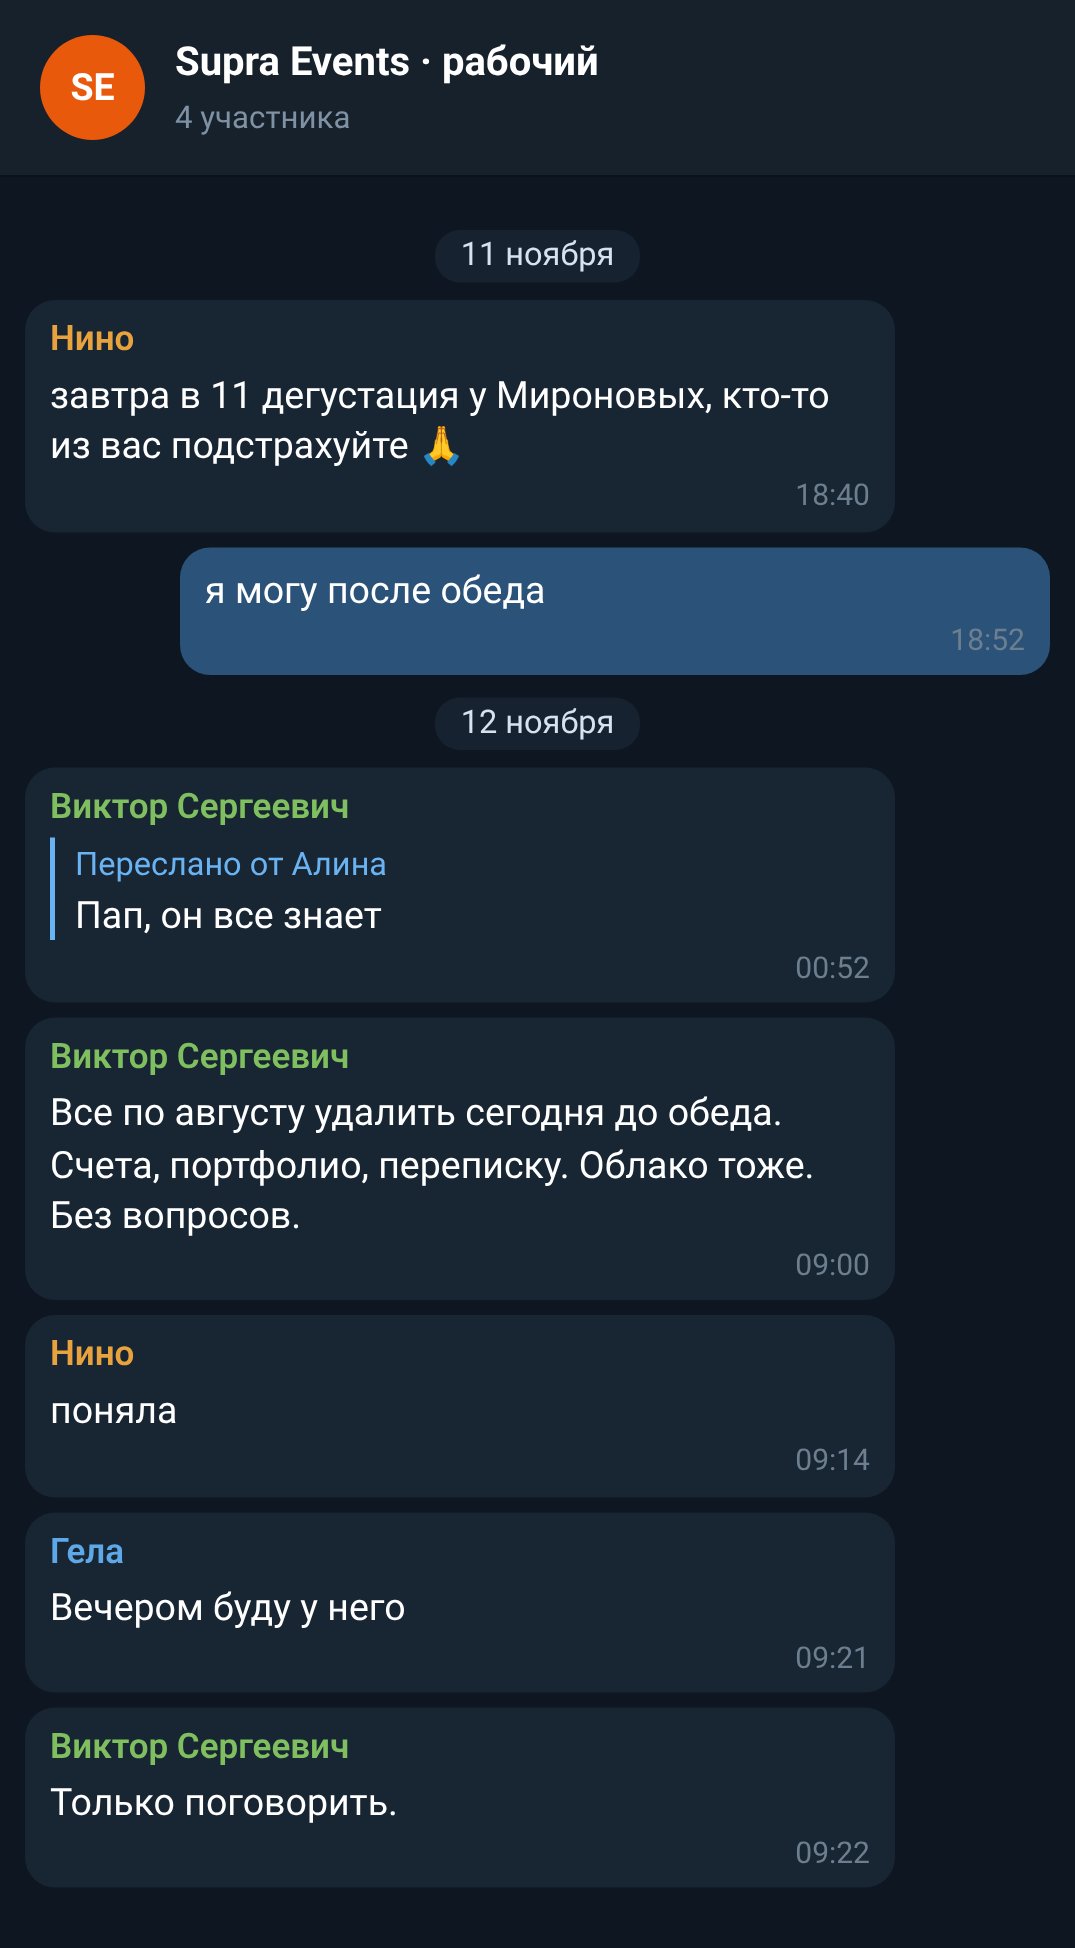 SE
Supra Events · рабочий
4 участника
11 ноября
Нино
завтра в 11 дегустация у Мироновых, кто-то
из вас подстрахуйте 🙏
18:40
я могу после обеда
18:52
12 ноября
Виктор Сергеевич
Переслано от Алина
Пап, он все знает
00:52
Виктор Сергеевич
Все по августу удалить сегодня до обеда.
Счета, портфолио, переписку. Облако тоже.
Без вопросов.
09:00
Нино
поняла
09:14
Гела
Вечером буду у него
09:21
Виктор Сергеевич
Только поговорить.
09:22